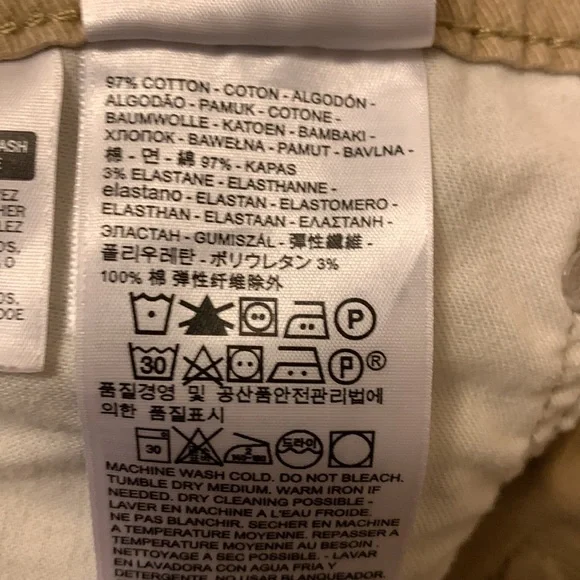 97% COTTON - COTON - ALGODÓN -
ALGODÃO - PAMUK - COTONE -
BAUMWOLLE - KATOEN - BAMBAKI -
ХЛОПОК - BAWEŁNA - PAMUT - BAVLNA -
棉 - 면 - 綿 97% - KAPAS
3% ELASTANE - ELASTHANNE -
elastano - ELASTAN - ELASTOMERO -
ELASTHAN - ELASTAAN - ΕΛΑΣΤΑΝΗ -
ЭЛАСТАН - GUMISZÁL - 彈性纖維 -
폴리우레탄 - ポリウレタン 3%
100% 棉 弹性纤维除外
P
30 P ®
품질경영 및 공산품안전관리법에
의한 품질표시
30 드라이
MACHINE WASH COLD. DO NOT BLEACH.
TUMBLE DRY MEDIUM. WARM IRON IF
NEEDED. DRY CLEANING POSSIBLE -
LAVER EN MACHINE A L'EAU FROIDE.
NE PAS BLANCHIR. SECHER EN MACHINE
A TEMPERATURE MOYENNE. REPASSER A
TEMPERATURE MOYENNE AU BESOIN.
NETTOYAGE A SEC POSSIBLE - LAVAR
EN LAVADORA CON AGUA FRIA Y
DETERGENTE. NO USAR BLANQUEADOR